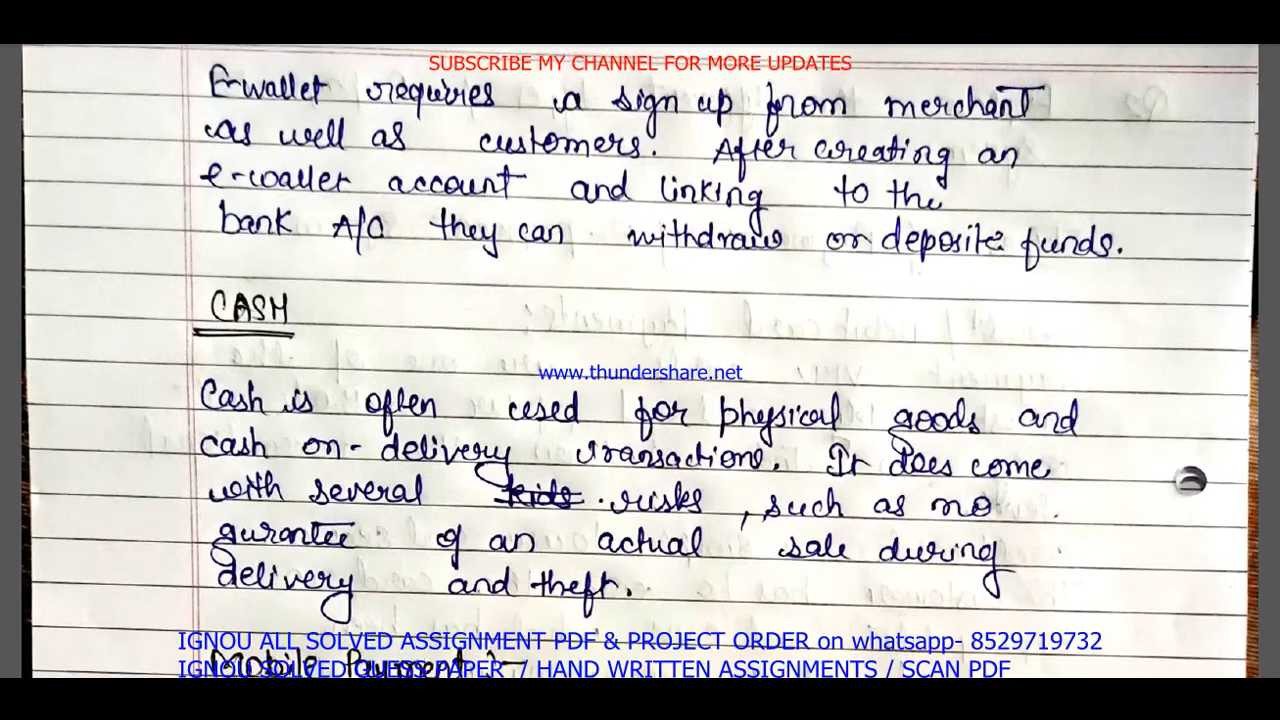 SUBSCRIBE MY CHANNEL FOR MORE UPDATES
E-wallet requires a sign up from merchant
as well as customers. After creating an
e-wallet account and linking to the
bank A/C they can withdraw or deposite funds.
CASH
www.thundershare.net
Cash is often used for physical goods and
cash on-delivery transactions. It does come
with several risks, such as no
gurantee of an actual sale during
delivery and theft.
IGNOU ALL SOLVED ASSIGNMENT PDF & PROJECT ORDER on whatsapp- 8529719732
Mobile Payment :-
IGNOU SOLVED GUESS PAPER / HAND WRITTEN ASSIGNMENTS / SCAN PDF